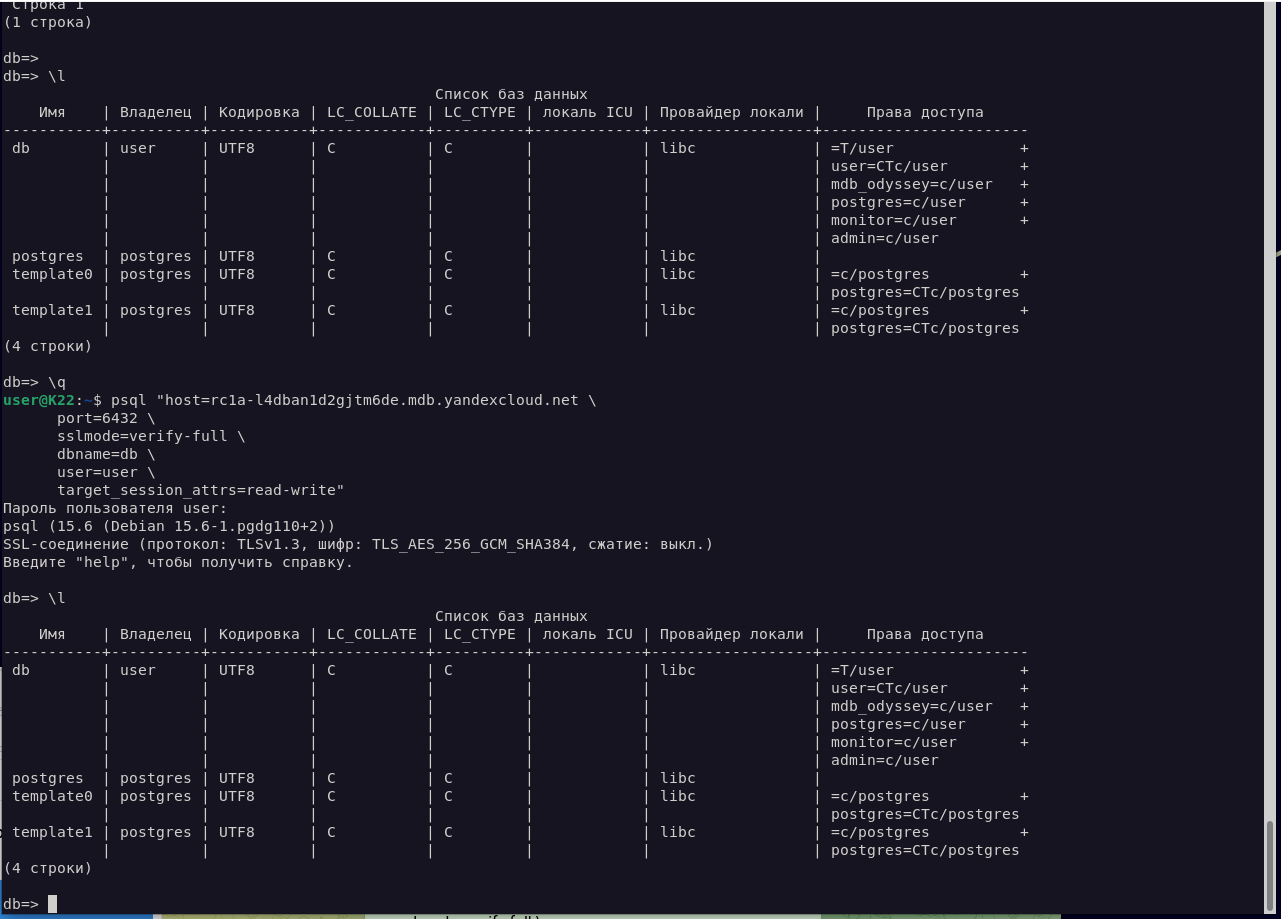 Строка 1
(1 строка)
db=>
db=> \l
Список баз данных
Имя | Владелец | Кодировка | LC_COLLATE | LC_CTYPE | локаль ICU | Провайдер локали | Права доступа
-----------+----------+-----------+------------+----------+------------+------------------+-----------------------
db | user | UTF8 | C | C | | libc | =T/user +
| | | | | | | user=CTc/user +
| | | | | | | mdb_odyssey=c/user +
| | | | | | | postgres=c/user +
| | | | | | | monitor=c/user +
| | | | | | | admin=c/user
postgres | postgres | UTF8 | C | C | | libc |
template0 | postgres | UTF8 | C | C | | libc | =c/postgres +
| | | | | | | postgres=CTc/postgres
template1 | postgres | UTF8 | C | C | | libc | =c/postgres +
| | | | | | | postgres=CTc/postgres
(4 строки)
db=> \q
user@K22:~$ psql "host=rc1a-l4dban1d2gjtm6de.mdb.yandexcloud.net \
port=6432 \
sslmode=verify-full \
dbname=db \
user=user \
target_session_attrs=read-write"
Пароль пользователя user:
psql (15.6 (Debian 15.6-1.pgdg110+2))
SSL-соединение (протокол: TLSv1.3, шифр: TLS_AES_256_GCM_SHA384, сжатие: выкл.)
Введите "help", чтобы получить справку.
db=> \l
Список баз данных
Имя | Владелец | Кодировка | LC_COLLATE | LC_CTYPE | локаль ICU | Провайдер локали | Права доступа
-----------+----------+-----------+------------+----------+------------+------------------+-----------------------
db | user | UTF8 | C | C | | libc | =T/user +
| | | | | | | user=CTc/user +
| | | | | | | mdb_odyssey=c/user +
| | | | | | | postgres=c/user +
| | | | | | | monitor=c/user +
| | | | | | | admin=c/user
postgres | postgres | UTF8 | C | C | | libc |
template0 | postgres | UTF8 | C | C | | libc | =c/postgres +
| | | | | | | postgres=CTc/postgres
template1 | postgres | UTF8 | C | C | | libc | =c/postgres +
| | | | | | | postgres=CTc/postgres
(4 строки)
db=>